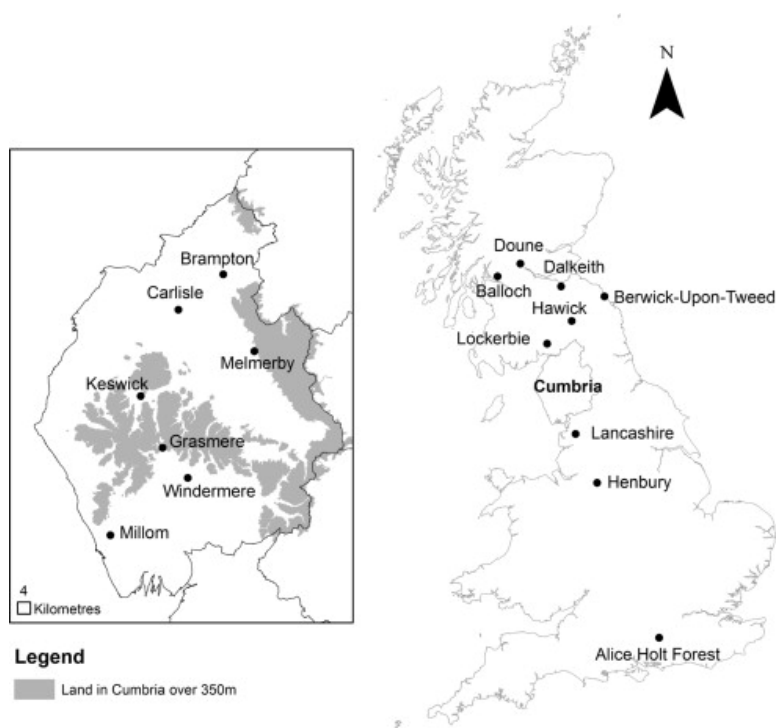 N
Doune
Dalkeith
Balloch
Berwick-Upon-Tweed
Hawick
Lockerbie
Cumbria
Lancashire
Henbury
Alice Holt Forest
Brampton
Carlisle
Melmerby
Keswick
Grasmere
Windermere
Millom
4
Kilometres
Legend
Land in Cumbria over 350m